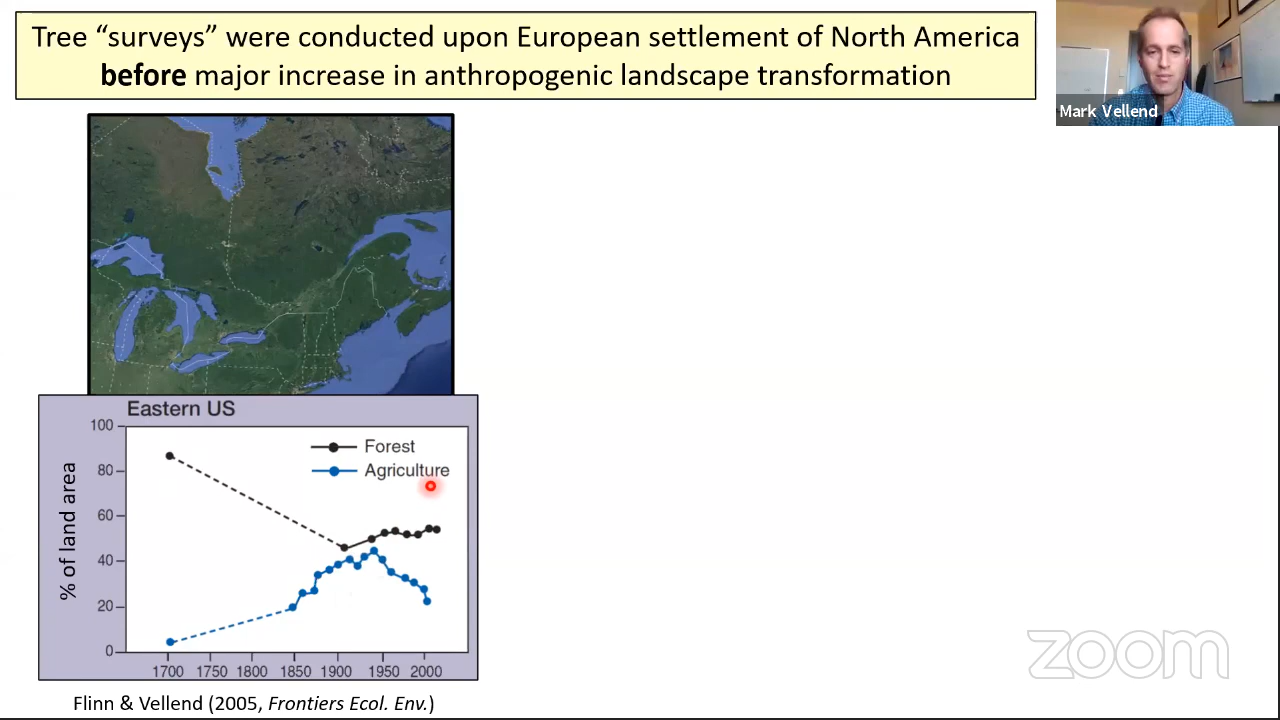 Tree “surveys” were conducted upon European settlement of North America
before major increase in anthropogenic landscape transformation
Mark Vellend
Eastern US
% of land area
100
80
60
40
20
0
Forest
Agriculture
1700 1750 1800 1850 1900 1950 2000
Flinn & Vellend (2005, Frontiers Ecol. Env.)
zoom